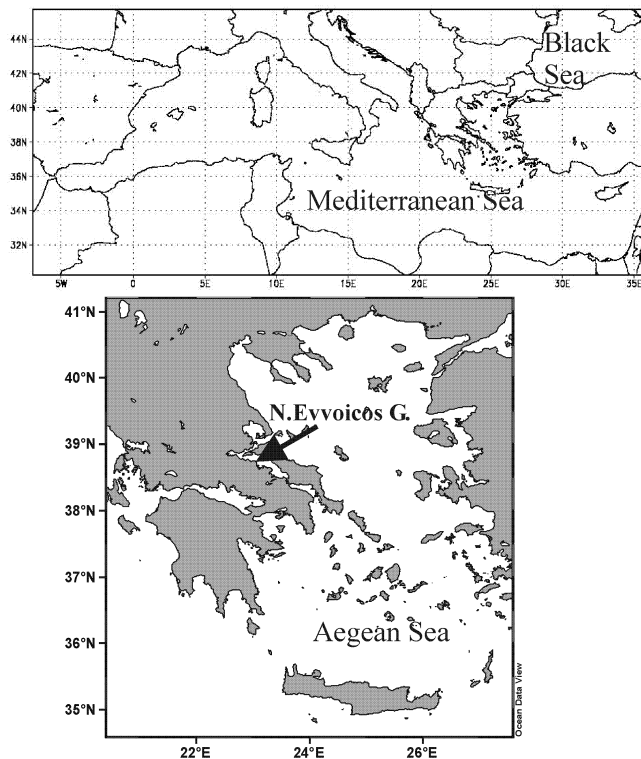 44N
42N
40N
38N
36N
34N
32N
Black
Sea
Mediterranean Sea
5W 0 5E 10E 15E 20E 25E 30E 35E
41°N
40°N
39°N
38°N
37°N
36°N
35°N
N.Evvoicos G.
Aegean Sea
Ocean Data View
22°E 24°E 26°E